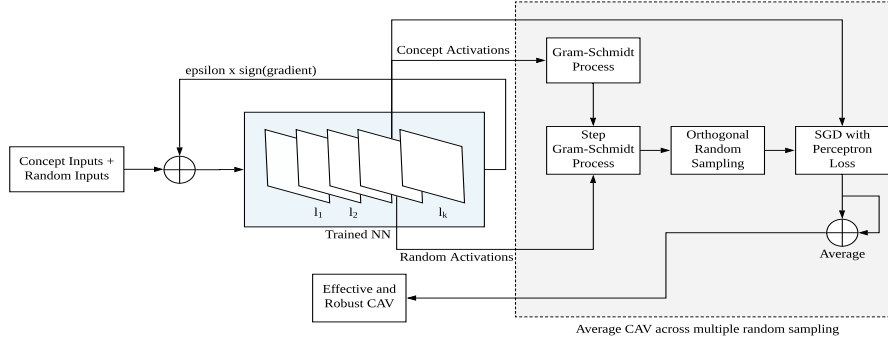 Concept Activations
Gram-Schmidt
Process
epsilon x sign(gradient)
Concept Inputs +
Random Inputs
Step
Gram-Schmidt
Process
Orthogonal
Random
Sampling
SGD with
Perceptron
Loss
l1
l2
lk
Trained NN
Random Activations
Average
Effective and
Robust CAV
Average CAV across multiple random sampling